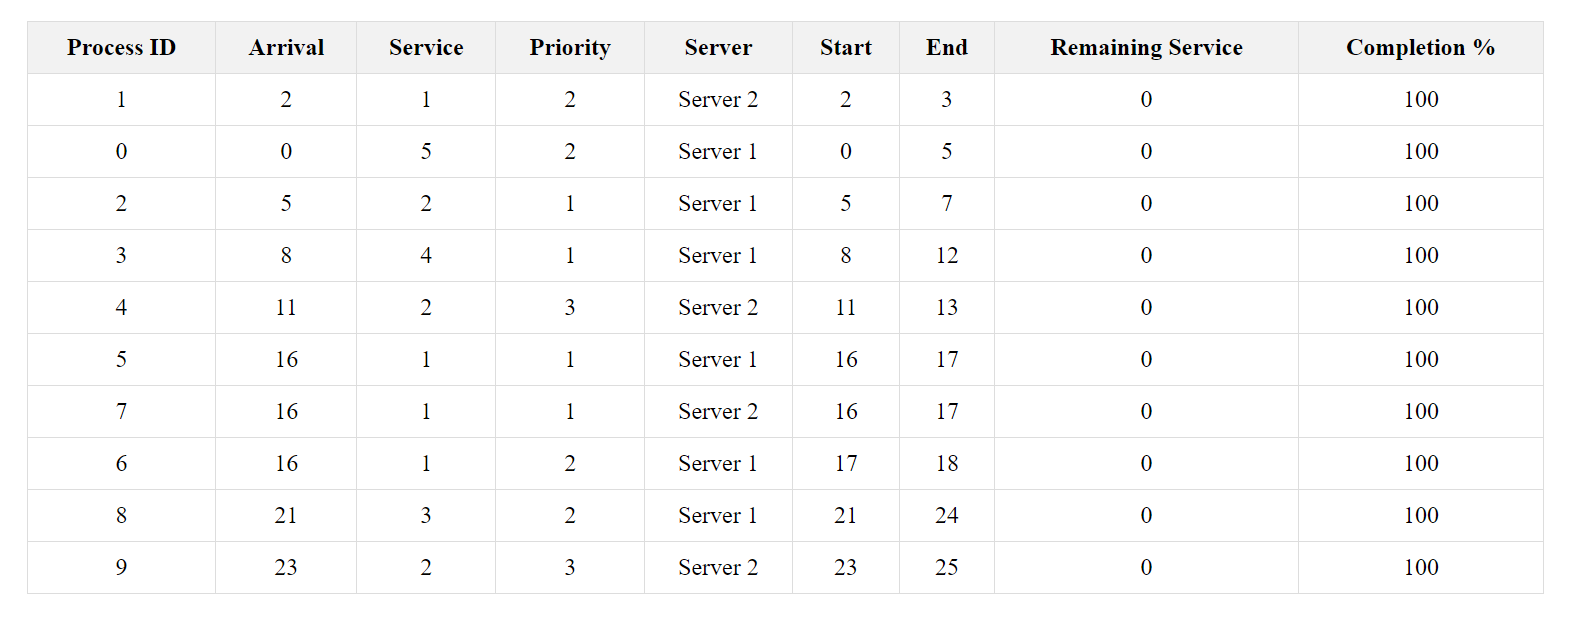 Process ID Arrival Service Priority Server Start End Remaining Service Completion %
1 2 1 2 Server 2 2 3 0 100
0 0 5 2 Server 1 0 5 0 100
2 5 2 1 Server 1 5 7 0 100
3 8 4 1 Server 1 8 12 0 100
4 11 2 3 Server 2 11 13 0 100
5 16 1 1 Server 1 16 17 0 100
7 16 1 1 Server 2 16 17 0 100
6 16 1 2 Server 1 17 18 0 100
8 21 3 2 Server 1 21 24 0 100
9 23 2 3 Server 2 23 25 0 100